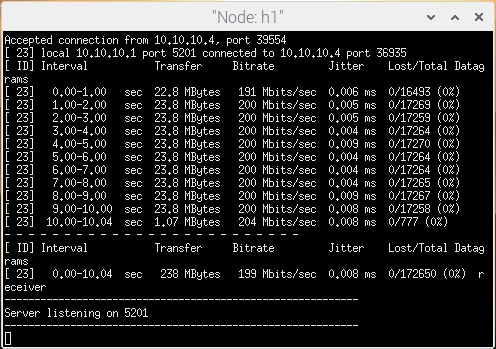 "Node: h1"
Accepted connection from 10.10.10.4, port 39554
[ 23] local 10.10.10.1 port 5201 connected to 10.10.10.4 port 36935
[ ID] Interval           Transfer     Bitrate         Jitter    Lost/Total Datag
rams
[ 23]   0.00-1.00   sec  22.8 MBytes   191 Mbits/sec  0.006 ms  0/16493 (0%)
[ 23]   1.00-2.00   sec  23.8 MBytes   200 Mbits/sec  0.005 ms  0/17269 (0%)
[ 23]   2.00-3.00   sec  23.8 MBytes   200 Mbits/sec  0.005 ms  0/17259 (0%)
[ 23]   3.00-4.00   sec  23.8 MBytes   200 Mbits/sec  0.004 ms  0/17264 (0%)
[ 23]   4.00-5.00   sec  23.8 MBytes   200 Mbits/sec  0.009 ms  0/17270 (0%)
[ 23]   5.00-6.00   sec  23.8 MBytes   200 Mbits/sec  0.004 ms  0/17264 (0%)
[ 23]   6.00-7.00   sec  23.8 MBytes   200 Mbits/sec  0.004 ms  0/17264 (0%)
[ 23]   7.00-8.00   sec  23.8 MBytes   200 Mbits/sec  0.004 ms  0/17265 (0%)
[ 23]   8.00-9.00   sec  23.8 MBytes   200 Mbits/sec  0.009 ms  0/17267 (0%)
[ 23]   9.00-10.00  sec  23.8 MBytes   200 Mbits/sec  0.008 ms  0/17258 (0%)
[ 23]  10.00-10.04  sec  1.07 MBytes   204 Mbits/sec  0.008 ms  0/777 (0%)
- - - - - - - - - - - - - - - - - - - - - - - - -
[ ID] Interval           Transfer     Bitrate         Jitter    Lost/Total Datag
rams
[ 23]   0.00-10.04  sec   238 MBytes   199 Mbits/sec  0.008 ms  0/172650 (0%)  r
eceiver
-----------------------------------------------------------
Server listening on 5201
-----------------------------------------------------------